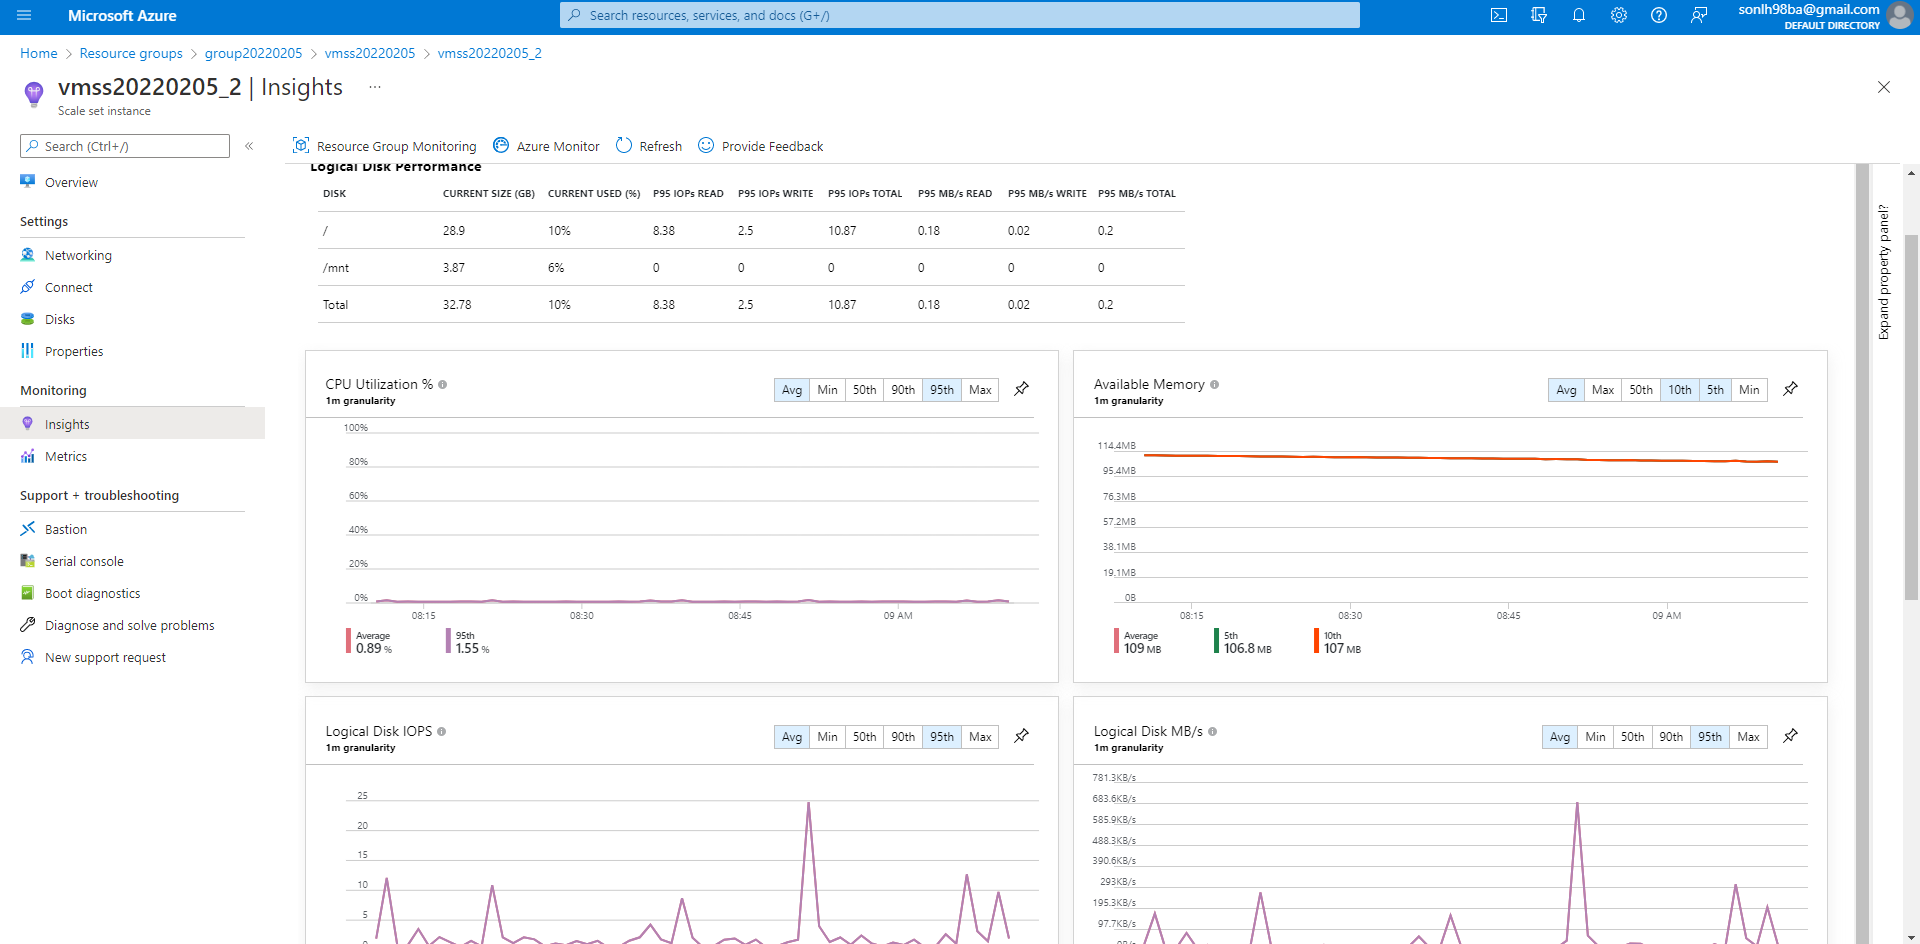 Microsoft Azure
Search resources, services, and docs (G+/)
sonlh98ba@gmail.com
DEFAULT DIRECTORY
Home > Resource groups > group20220205 > vmss20220205 > vmss20220205_2
vmss20220205_2 | Insights ...
Scale set instance
Search (Ctrl+/)
«
Overview
Settings
Networking
Connect
Disks
Properties
Monitoring
Insights
Metrics
Support + troubleshooting
Bastion
Serial console
Boot diagnostics
Diagnose and solve problems
New support request
Resource Group Monitoring Azure Monitor Refresh Provide Feedback
Logical Disk Performance
DISK CURRENT SIZE (GB) CURRENT USED (%) P95 IOPs READ P95 IOPs WRITE P95 IOPs TOTAL P95 MB/s READ P95 MB/s WRITE P95 MB/s TOTAL
/ 28.9 10% 8.38 2.5 10.87 0.18 0.02 0.2
/mnt 3.87 6% 0 0 0 0 0 0
Total 32.78 10% 8.38 2.5 10.87 0.18 0.02 0.2
CPU Utilization %
1m granularity
Avg Min 50th 90th 95th Max
100%
80%
60%
40%
20%
0%
08:15 08:30 08:45 09 AM
Average 95th
0.89 % 1.55 %
Available Memory
1m granularity
Avg Max 50th 10th 5th Min
114.4MB
95.4MB
76.3MB
57.2MB
38.1MB
19.1MB
0B
08:15 08:30 08:45 09 AM
Average 5th 10th
109 MB 106.8 MB 107 MB
Logical Disk IOPS
1m granularity
Avg Min 50th 90th 95th Max
25
20
15
10
5
0
Logical Disk MB/s
1m granularity
Avg Min 50th 90th 95th Max
781.3KB/s
683.6KB/s
585.9KB/s
488.3KB/s
390.6KB/s
293KB/s
195.3KB/s
97.7KB/s
0B/s
Expand property panel?